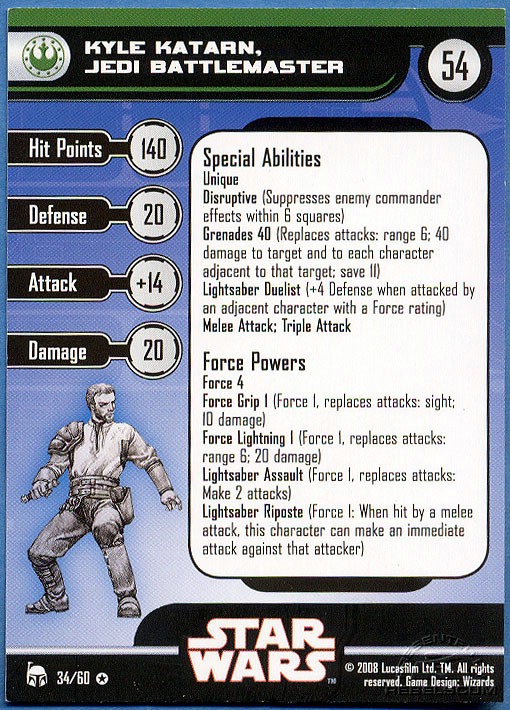 KYLE KATARN,
JEDI BATTLEMASTER
54
Hit Points 140
Defense 20
Attack +14
Damage 20
Special Abilities
Unique
Disruptive (Suppresses enemy commander
effects within 6 squares)
Grenades 40 (Replaces attacks: range 6; 40
damage to target and to each character
adjacent to that target; save 11)
Lightsaber Duelist (+4 Defense when attacked by
an adjacent character with a Force rating)
Melee Attack; Triple Attack
Force Powers
Force 4
Force Grip 1 (Force 1, replaces attacks: sight;
10 damage)
Force Lightning 1 (Force 1, replaces attacks:
range 6; 20 damage)
Lightsaber Assault (Force 1, replaces attacks:
Make 2 attacks)
Lightsaber Riposte (Force 1: When hit by a melee
attack, this character can make an immediate
attack against that attacker)
STAR
WARS
™
34/60
© 2008 Lucasfilm Ltd. TM. All rights
reserved. Game Design: Wizards